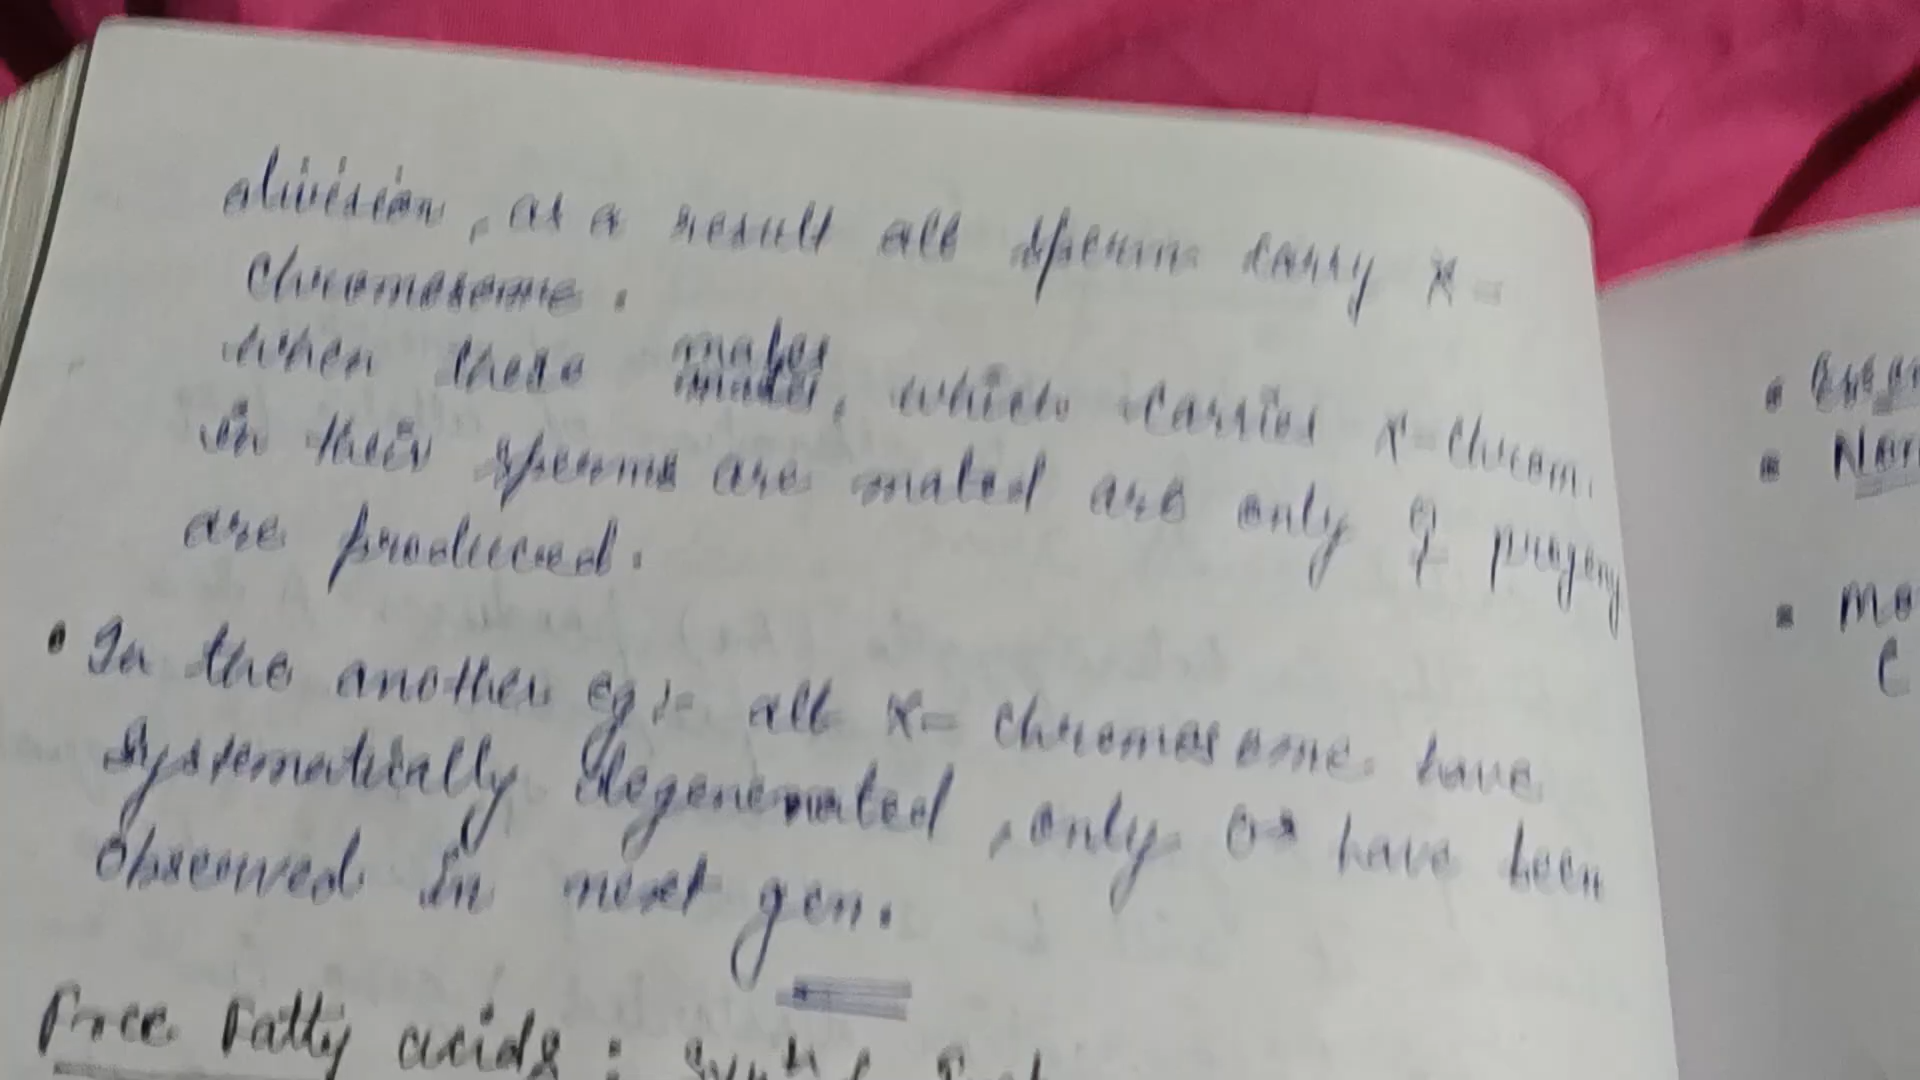 division, as a result all sperm carry X-
chromosome.
when these males, which carries X-chrom.
in their sperms are mated are only ♀ progeny
are produced.
• In the another eg:- all X- chromosome have
systematically degenerated, only ♂ have been
observed in next gen.
Free Fatty acids :
• Non
• Mo
C